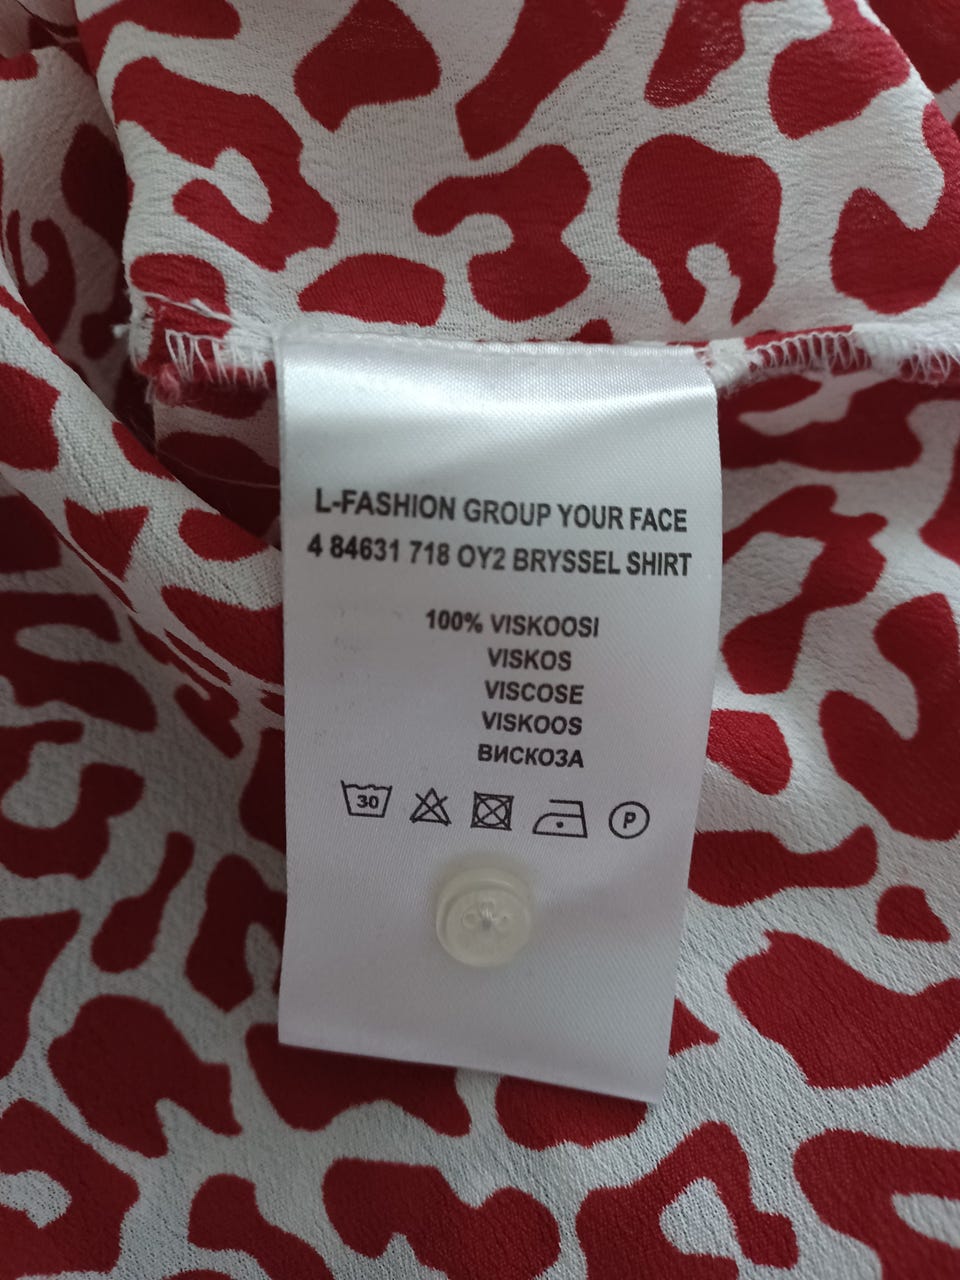 L-FASHION GROUP YOUR FACE
4 84631 718 OY2 BRYSSEL SHIRT
100% VISKOOSI
VISKOS
VISCOSE
VISKOOS
ВИСКОЗА
30
P